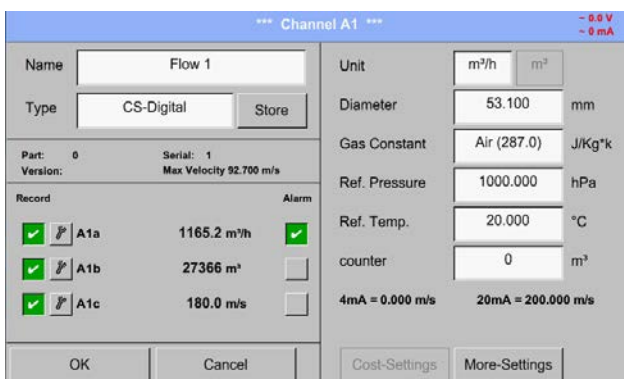 *** Channel A1 ***
~ 0.0 V
~ 0 mA
Name Flow 1
Type CS-Digital Store
Part: 0 Serial: 1
Version: Max Velocity 92.700 m/s
Record Alarm
A1a 1165.2 m³/h
A1b 27366 m³
A1c 180.0 m/s
OK Cancel
Unit m³/h m³
Diameter 53.100 mm
Gas Constant Air (287.0) J/Kg*k
Ref. Pressure 1000.000 hPa
Ref. Temp. 20.000 °C
counter 0 m³
4mA = 0.000 m/s 20mA = 200.000 m/s
Cost-Settings More-Settings